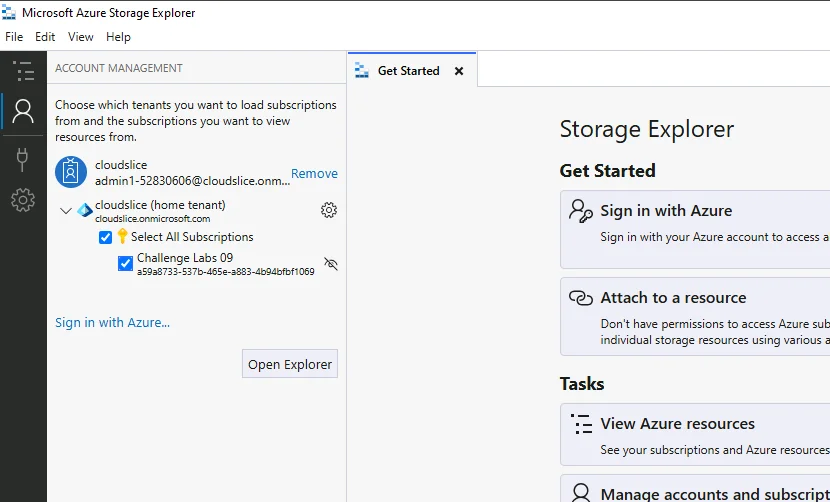 Microsoft Azure Storage Explorer
File Edit View Help
ACCOUNT MANAGEMENT
Choose which tenants you want to load subscriptions
from and the subscriptions you want to view
resources from.
cloudslice
admin1-52830606@cloudslice.onm...
Remove
cloudslice (home tenant)
cloudslice.onmicrosoft.com
Select All Subscriptions
Challenge Labs 09
a59a8733-537b-465e-a883-4b94bfbf1069
Sign in with Azure...
Open Explorer
Get Started
Storage Explorer
Get Started
Sign in with Azure
Sign in with your Azure account to access a
Attach to a resource
Don't have permissions to access Azure sub
individual storage resources using various a
Tasks
View Azure resources
See your subscriptions and Azure resources
Manage accounts and subscript